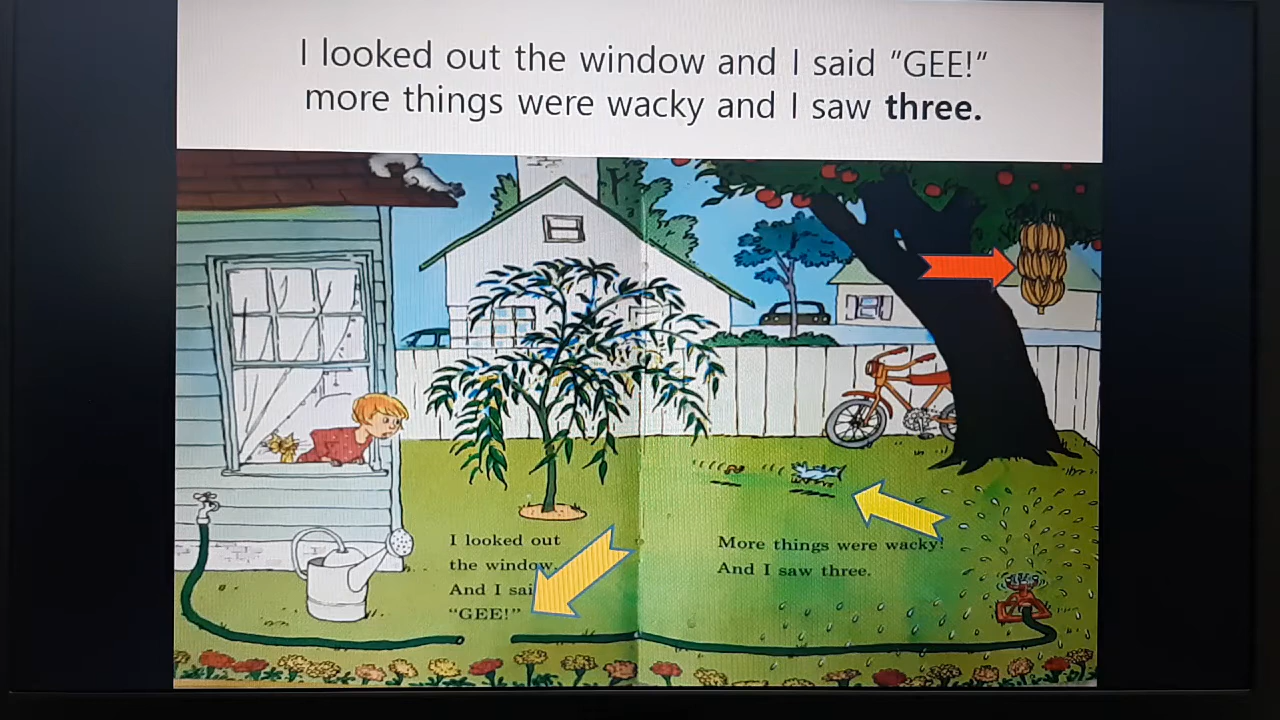 I looked out the window and I said "GEE!"
more things were wacky and I saw three.
I looked out
the window.
And I sai
"GEE!"
More things were wacky!
And I saw three.